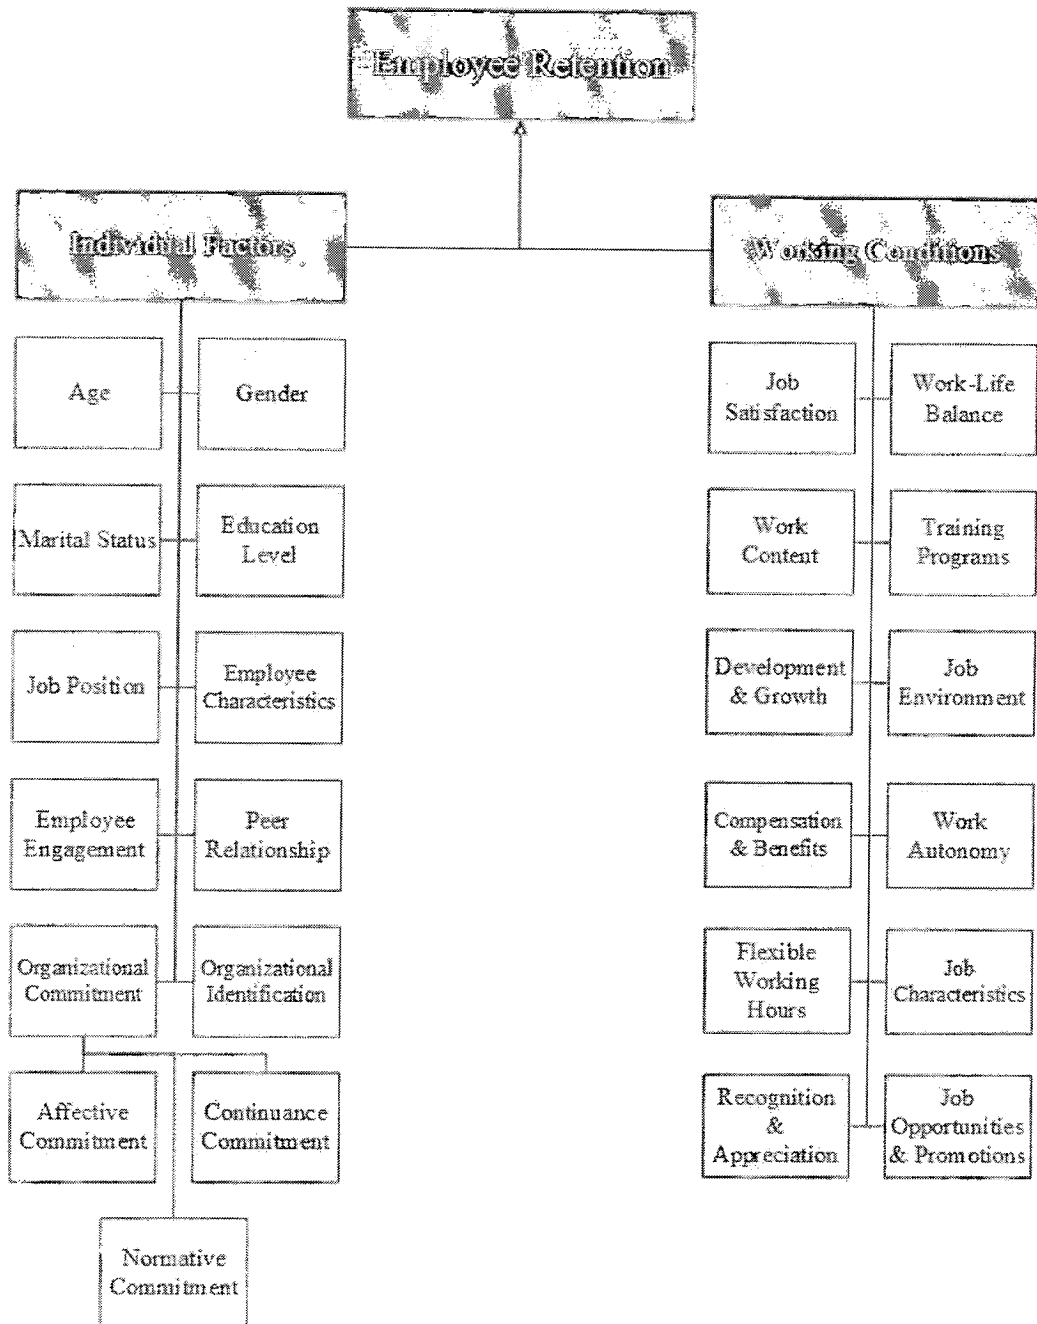 Employee Retention
Individual Factors
Working Conditions
Age
Gender
Marital Status
Education
Level
Job Position
Employee
Characteristics
Employee
Engagement
Peer
Relationship
Organizational
Commitment
Organizational
Identification
Affective
Commitment
Continuance
Commitment
Normative
Commitment
Job
Satisfaction
Work-Life
Balance
Work
Content
Training
Programs
Development
& Growth
Job
Environment
Compensation
& Benefits
Work
Autonomy
Flexible
Working
Hours
Job
Characteristics
Recognition
&
Appreciation
Job
Opportunities
& Promotions